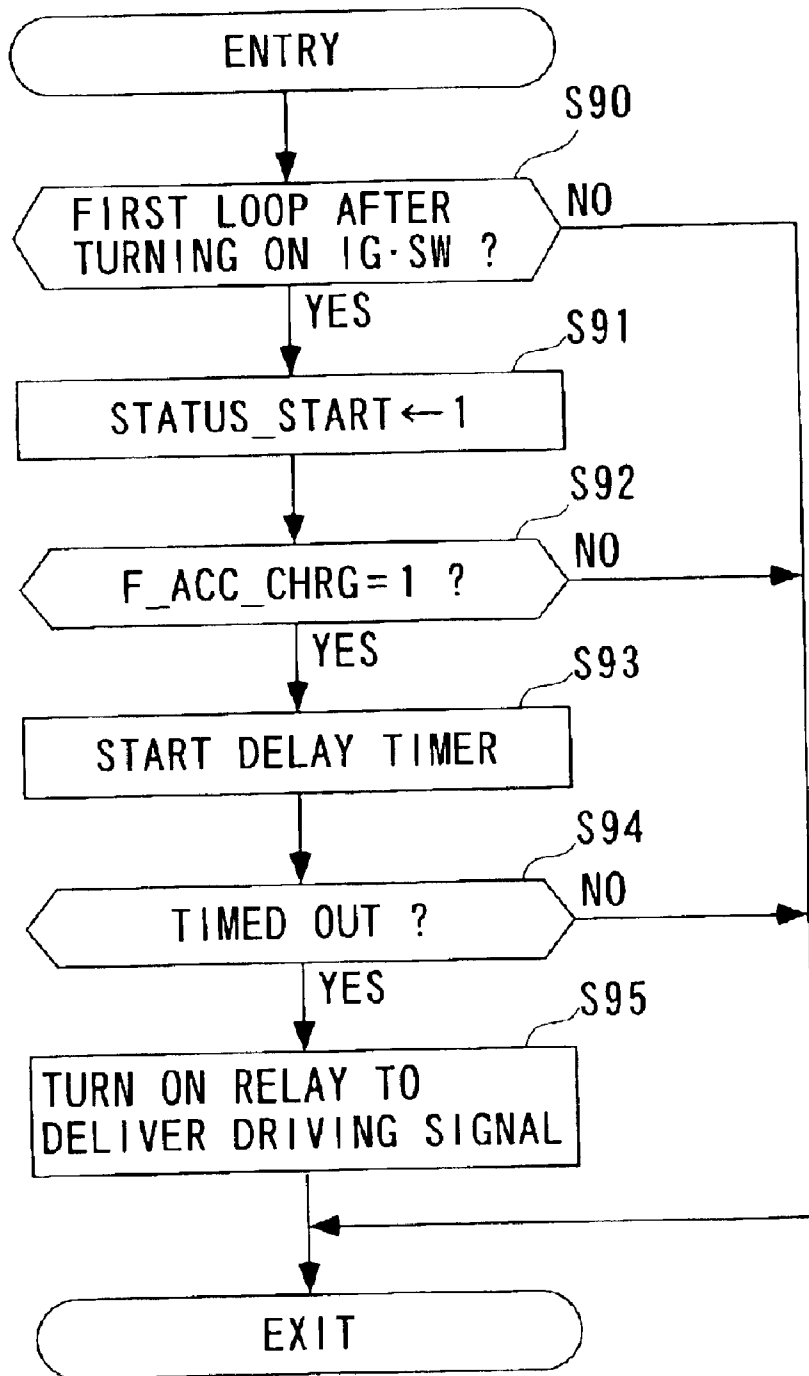 ENTRY
S90
FIRST LOOP AFTER
TURNING ON IG·SW ?
NO
YES
S91
STATUS_START←1
S92
F_ACC_CHRG=1 ?
NO
YES
S93
START DELAY TIMER
S94
TIMED OUT ?
NO
YES
S95
TURN ON RELAY TO
DELIVER DRIVING SIGNAL
EXIT